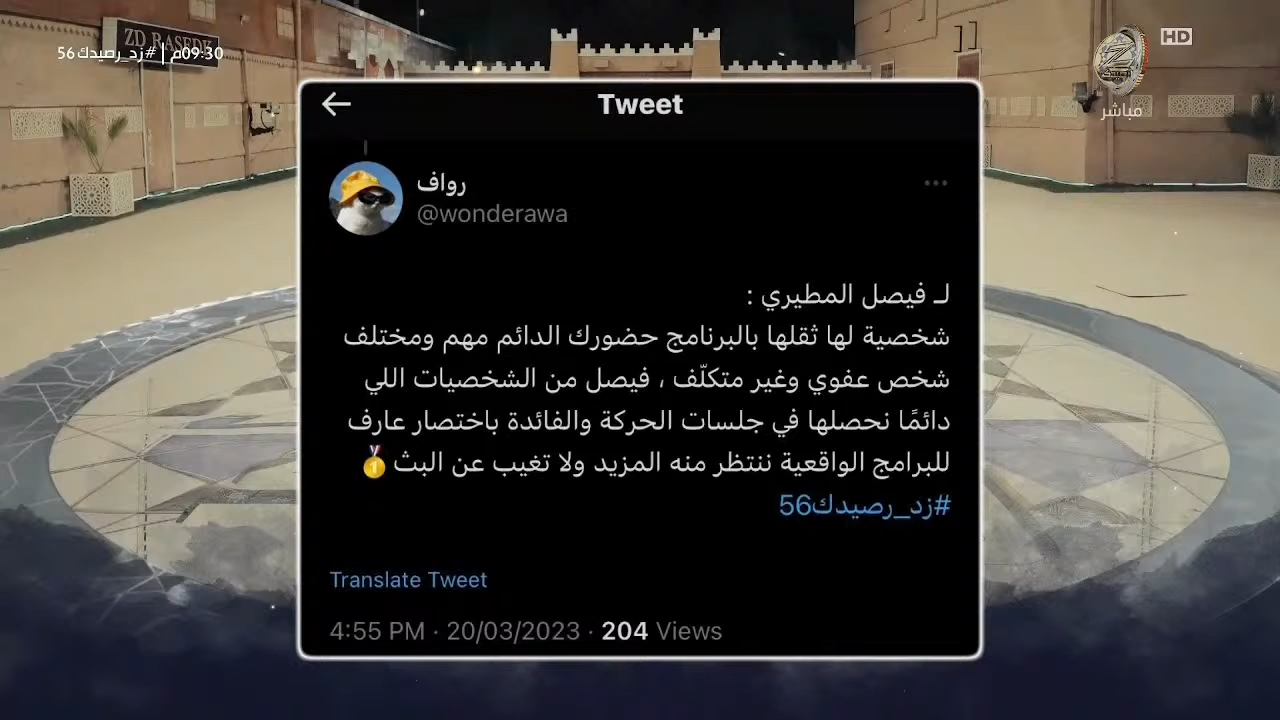 ZD RASEDK
09:30م | #زد_رصيدك56
HD
مباشر
Tweet
رواف
@wonderawa
لـ فيصل المطيري :
شخصية لها ثقلها بالبرنامج حضورك الدائم مهم ومختلف
شخص عفوي وغير متكلّف ، فيصل من الشخصيات اللي
دائمًا نحصلها في جلسات الحركة والفائدة باختصار عارف
للبرامج الواقعية ننتظر منه المزيد ولا تغيب عن البث🥇
#زد_رصيدك56
Translate Tweet
4:55 PM · 20/03/2023 · 204 Views